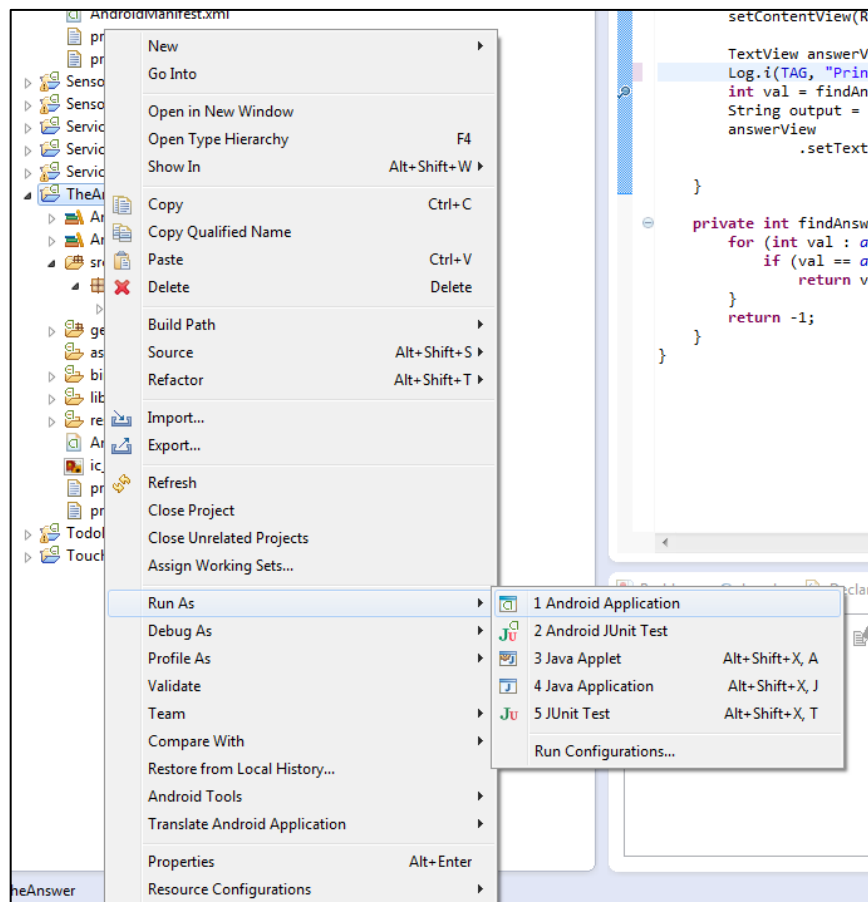 AndroidManifest.xml
pr
pr
Senso
Senso
Servic
Servic
Servic
TheA
Ar
Ar
src
ge
as
bi
lib
re
Ar
ic_
pr
pr
Todol
Touch
heAnswer
New
Go Into
Open in New Window
Open Type Hierarchy F4
Show In Alt+Shift+W
Copy Ctrl+C
Copy Qualified Name
Paste Ctrl+V
Delete Delete
Build Path
Source Alt+Shift+S
Refactor Alt+Shift+T
Import...
Export...
Refresh
Close Project
Close Unrelated Projects
Assign Working Sets...
Run As
Debug As
Profile As
Validate
Team
Compare With
Restore from Local History...
Android Tools
Translate Android Application
Properties Alt+Enter
Resource Configurations
1 Android Application
2 Android JUnit Test
3 Java Applet Alt+Shift+X, A
4 Java Application Alt+Shift+X, J
5 JUnit Test Alt+Shift+X, T
Run Configurations...
setContentView(R
TextView answerV
Log.i(TAG, "Prin
int val = findAn
String output =
answerView
.setText
}
private int findAnsw
for (int val : a
if (val == a
return v
}
return -1;
}
}